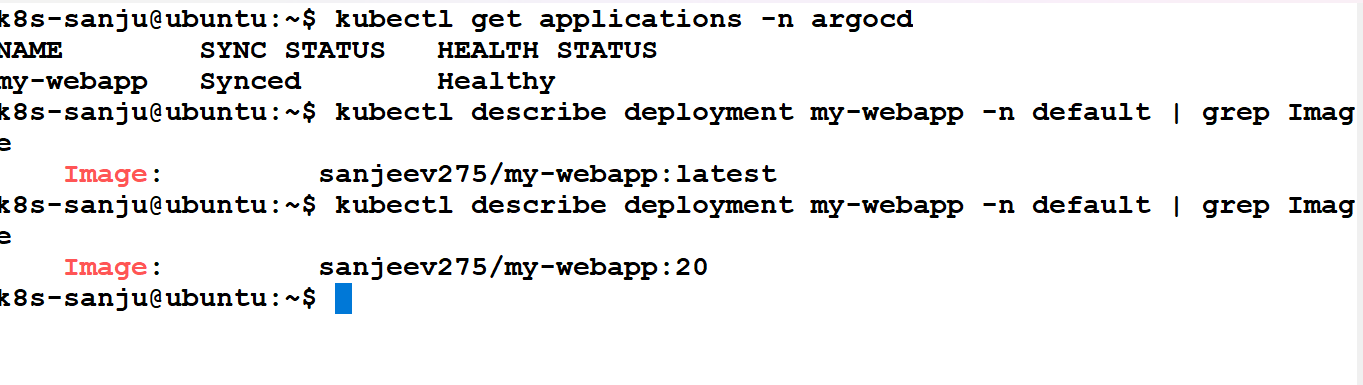 k8s-sanju@ubuntu:~$ kubectl get applications -n argocd
NAME        SYNC STATUS   HEALTH STATUS
my-webapp   Synced        Healthy
k8s-sanju@ubuntu:~$ kubectl describe deployment my-webapp -n default | grep Imag
e
    Image:         sanjeev275/my-webapp:latest
k8s-sanju@ubuntu:~$ kubectl describe deployment my-webapp -n default | grep Imag
e
    Image:         sanjeev275/my-webapp:20
k8s-sanju@ubuntu:~$